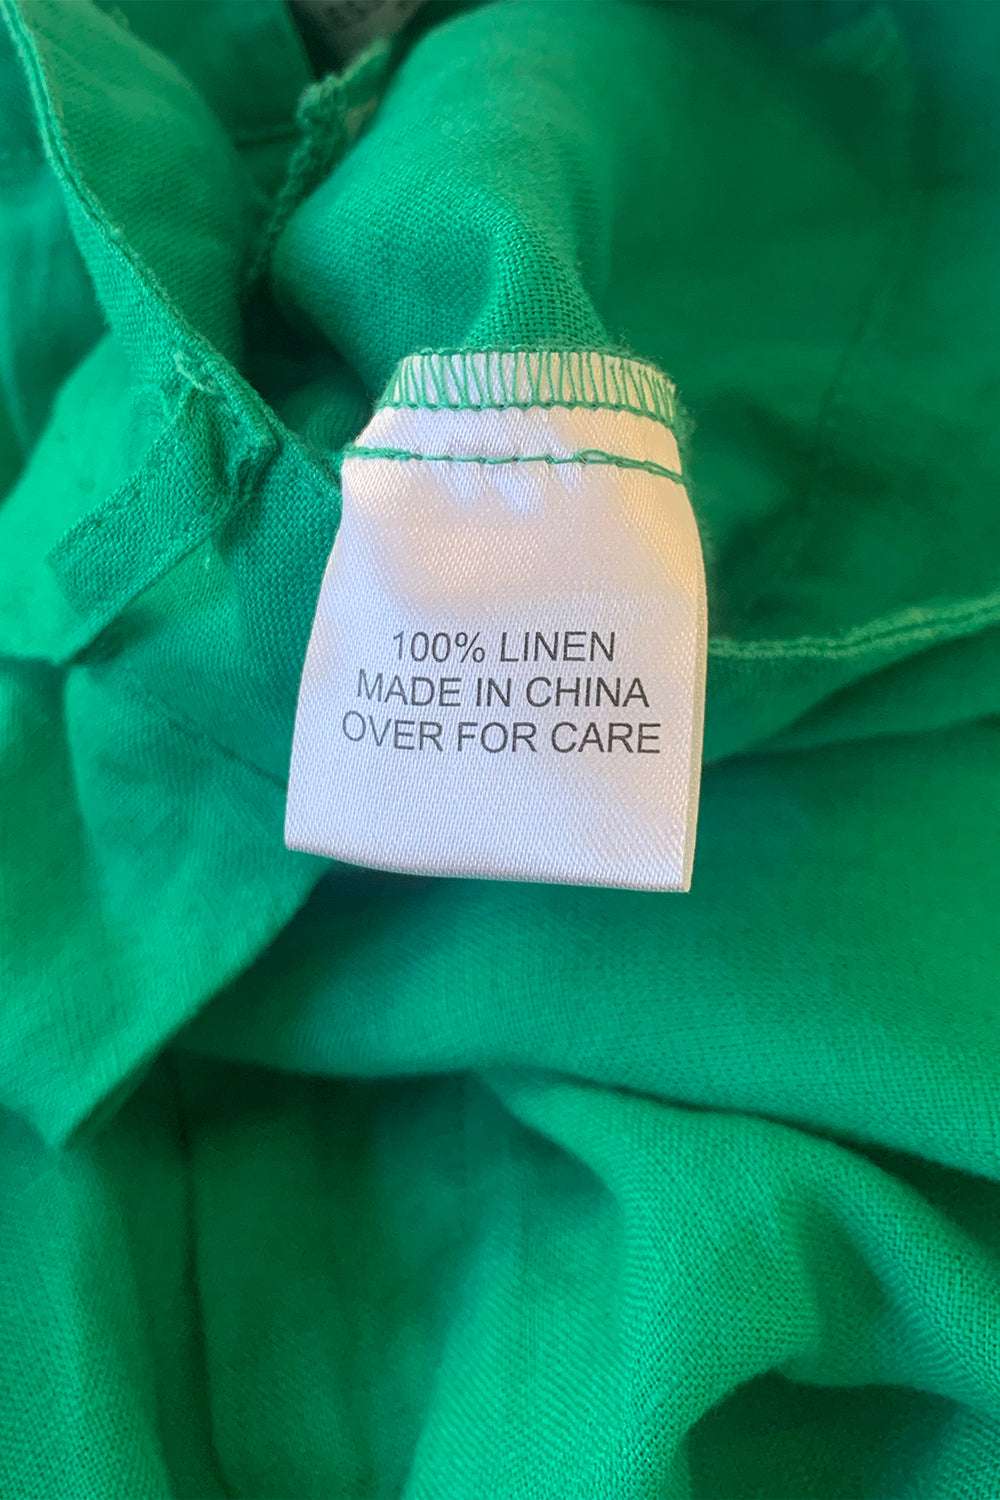 100% LINEN
MADE IN CHINA
OVER FOR CARE